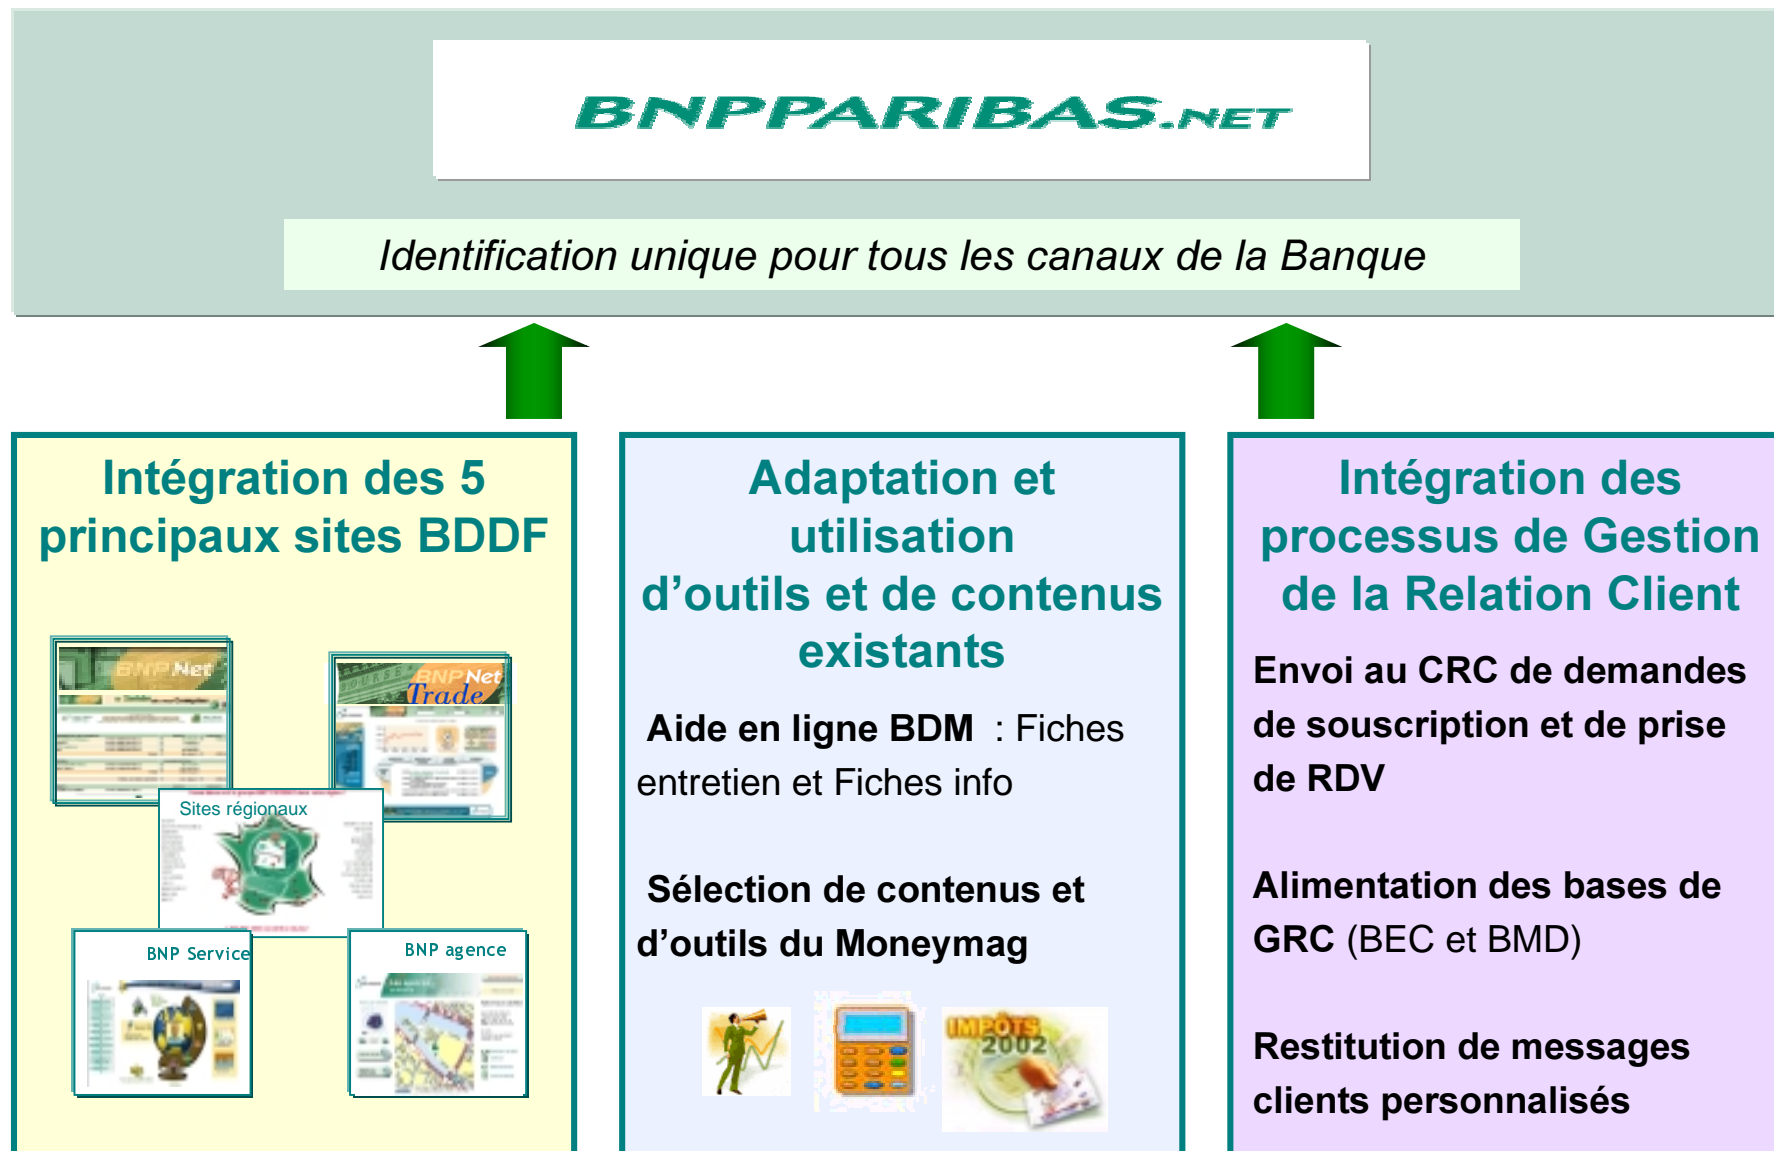 BNPPARIBAS.NET
Identification unique pour tous les canaux de la Banque
Intégration des 5
principaux sites BDDF
BNP Net
BOURSE
BNP Net
Trade
Sites régionaux
BNP Service
BNP agence
Adaptation et
utilisation
d’outils et de contenus
existants
Aide en ligne BDM : Fiches
entretien et Fiches info
Sélection de contenus et
d’outils du Moneymag
IMPÔTS
2002
Intégration des
processus de Gestion
de la Relation Client
Envoi au CRC de demandes
de souscription et de prise
de RDV
Alimentation des bases de
GRC (BEC et BMD)
Restitution de messages
clients personnalisés